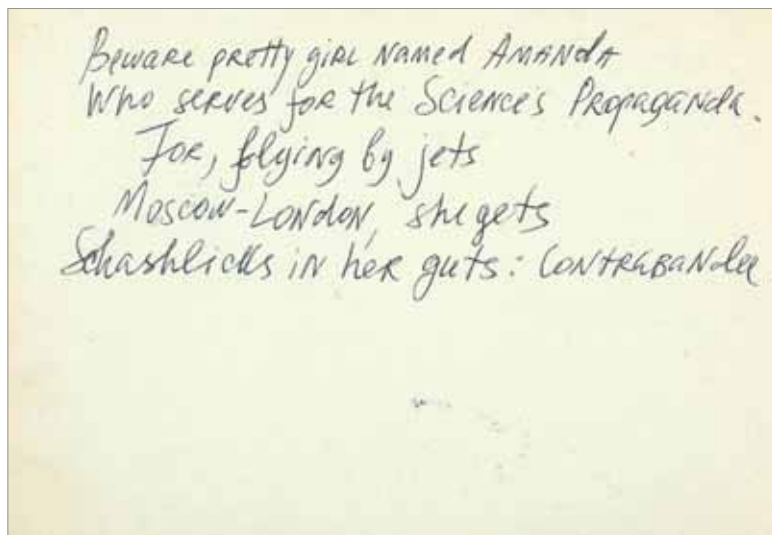 Beware pretty girl named Amanda
Who serves for the Science's Propaganda.
For, flying by jets
Moscow-London, she gets
Schashlicks in her guts: contrabanda